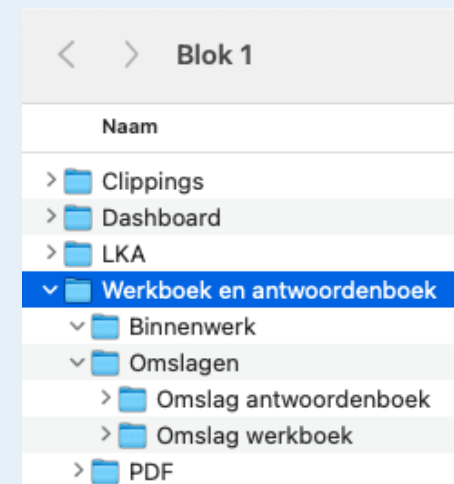 Blok 1
Naam
Clippings
Dashboard
LKA
Werkboek en antwoordenboek
Binnenwerk
Omslagen
Omslag antwoordenboek
Omslag werkboek
PDF